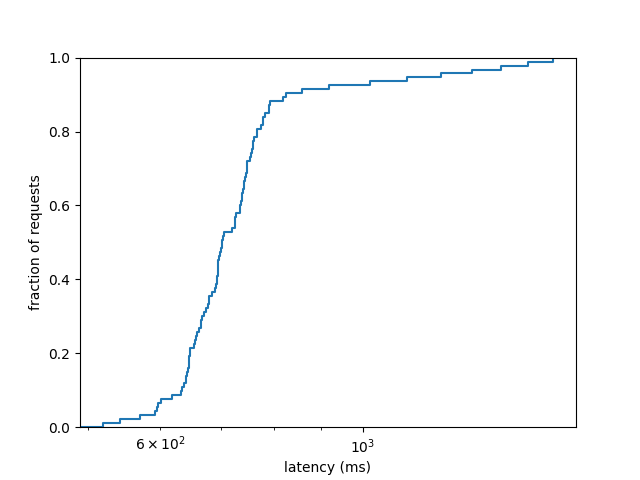 1.0
0.8
0.6
0.4
0.2
0.0
fraction of requests
6 × 10²
10³
latency (ms)